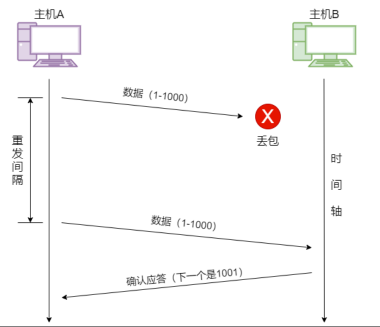 主机A
主机B
数据（1-1000）
X
丢包
重发间隔
时间轴
数据（1-1000）
确认应答（下一个是1001）